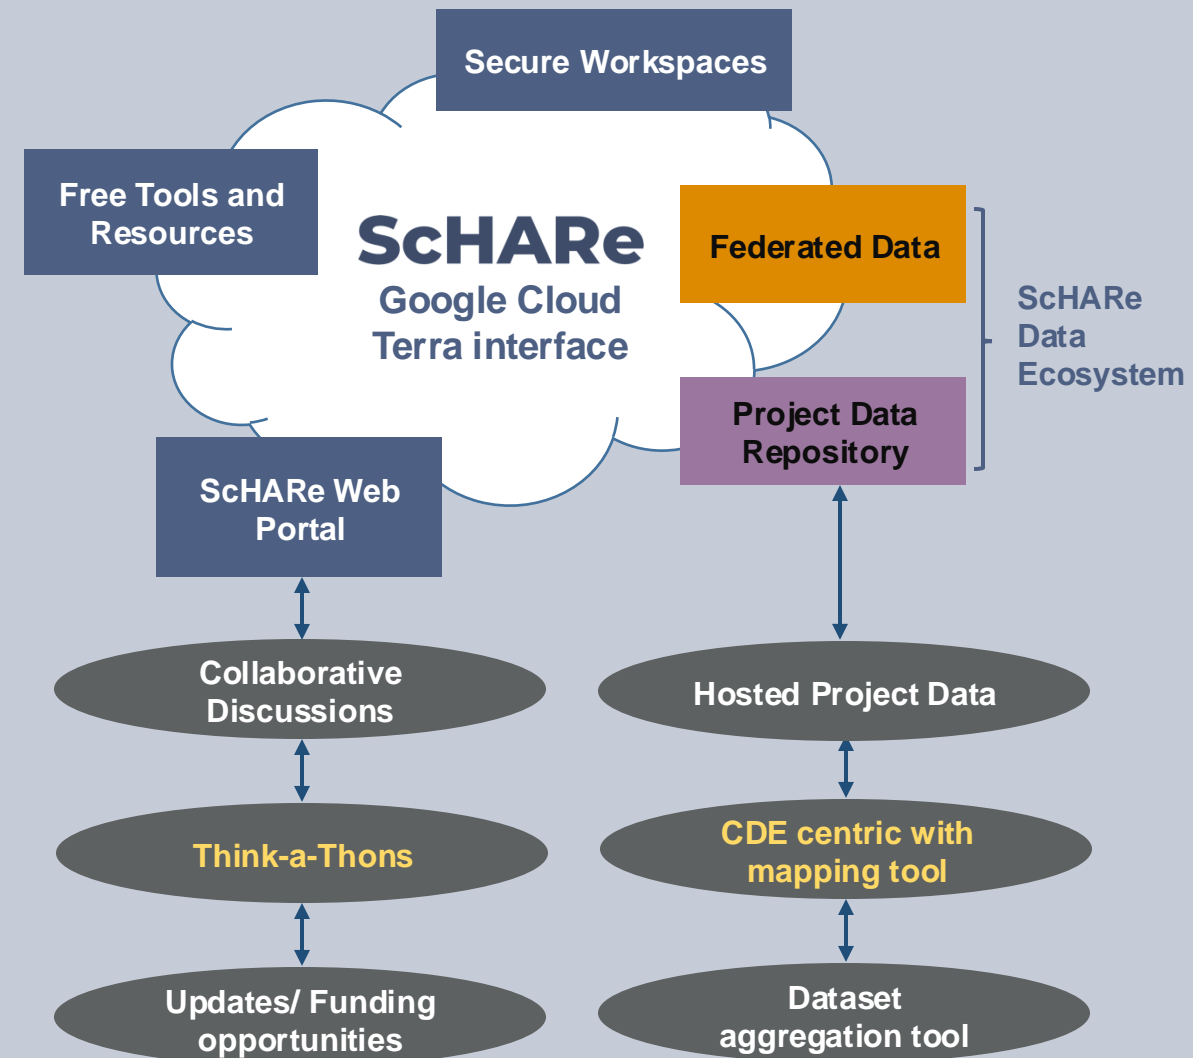 Secure Workspaces
Free Tools and
Resources
ScHARe
Google Cloud
Terra interface
Federated Data
Project Data
Repository
ScHARe
Data
Ecosystem
ScHARe Web
Portal
Collaborative
Discussions
Hosted Project Data
Think-a-Thons
CDE centric with
mapping tool
Updates/ Funding
opportunities
Dataset
aggregation tool